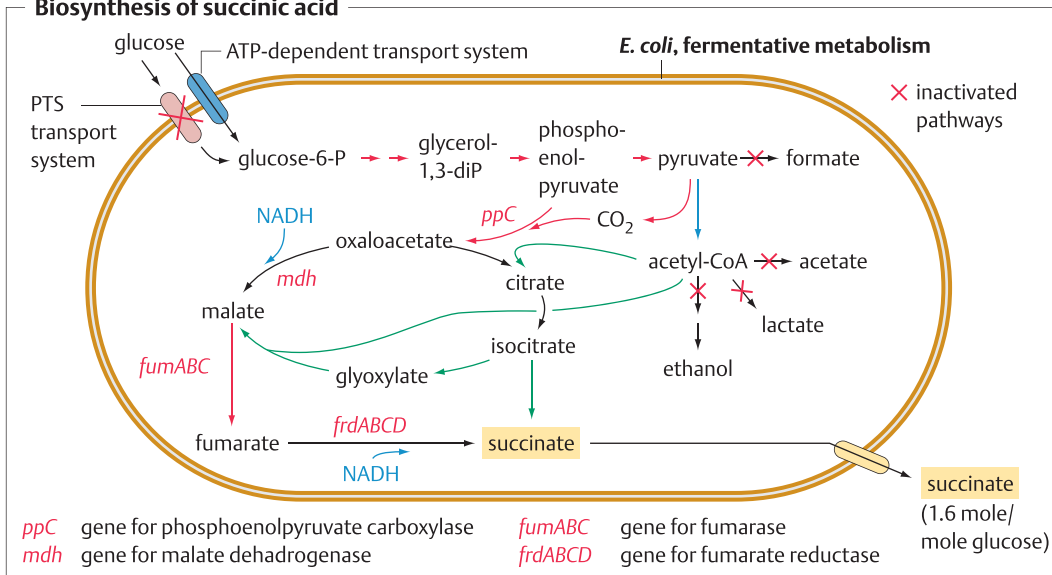 Biosynthesis of succinic acid
glucose
ATP-dependent transport system
E. coli, fermentative metabolism
PTS
transport
system
inactivated
pathways
glucose-6-P
glycerol-
1,3-diP
phospho-
enol-
pyruvate
pyruvate
formate
NADH
ppC
CO2
oxaloacetate
mdh
citrate
acetyl-CoA
acetate
malate
lactate
fumABC
isocitrate
glyoxylate
ethanol
fumarate
frdABCD
NADH
succinate
succinate
(1.6 mole/
mole glucose)
ppC gene for phosphoenolpyruvate carboxylase
mdh gene for malate dehadrogenase
fumABC gene for fumarase
frdABCD gene for fumarate reductase